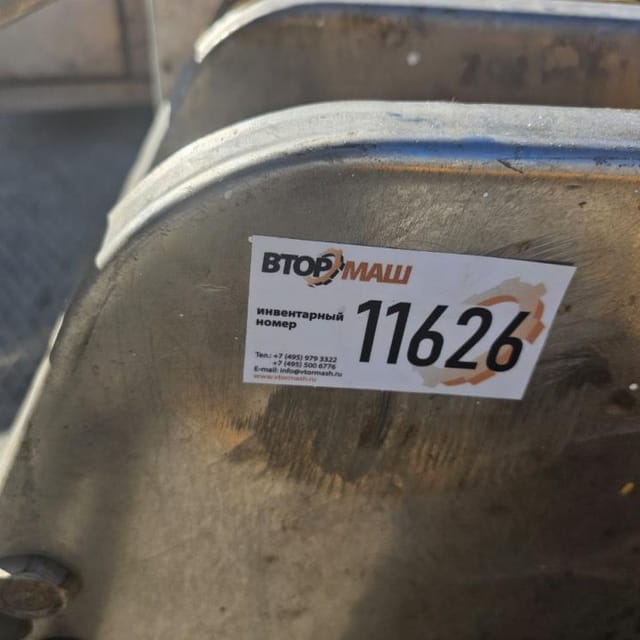 ВТОРМАШ
инвентарный
номер
11626
Тел.: +7 (495) 979 3322
+7 (495) 500 6776
E-mail: info@vtormash.ru
www.vtormash.ru